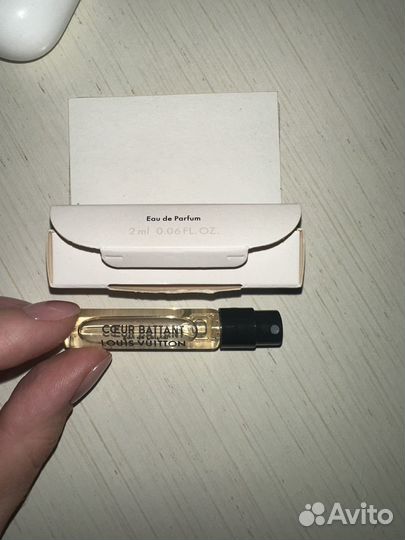 Eau de Parfum
2 ml 0.06 FL.OZ.
CŒUR BATTANT
LOUIS VUITTON
Avito